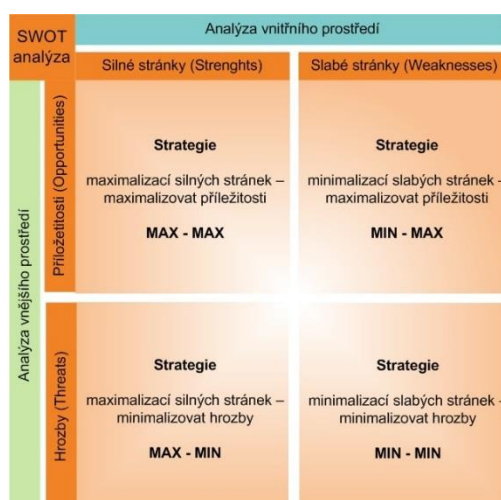 SWOT
analýza
Analýza vnitřního prostředí
Silné stránky (Strenghts)
Slabé stránky (Weaknesses)
Analýza vnějšího prostředí
Přiložetitosti (Opportunities)
Strategie
maximalizací silných stránek –
maximalizovat příležitosti
MAX - MAX
Strategie
minimalizací slabých stránek –
maximalizovat příležitosti
MIN - MAX
Hrozby (Threats)
Strategie
maximalizací silných stránek –
minimalizovat hrozby
MAX - MIN
Strategie
minimalizací slabých stránek –
minimalizovat hrozby
MIN - MIN